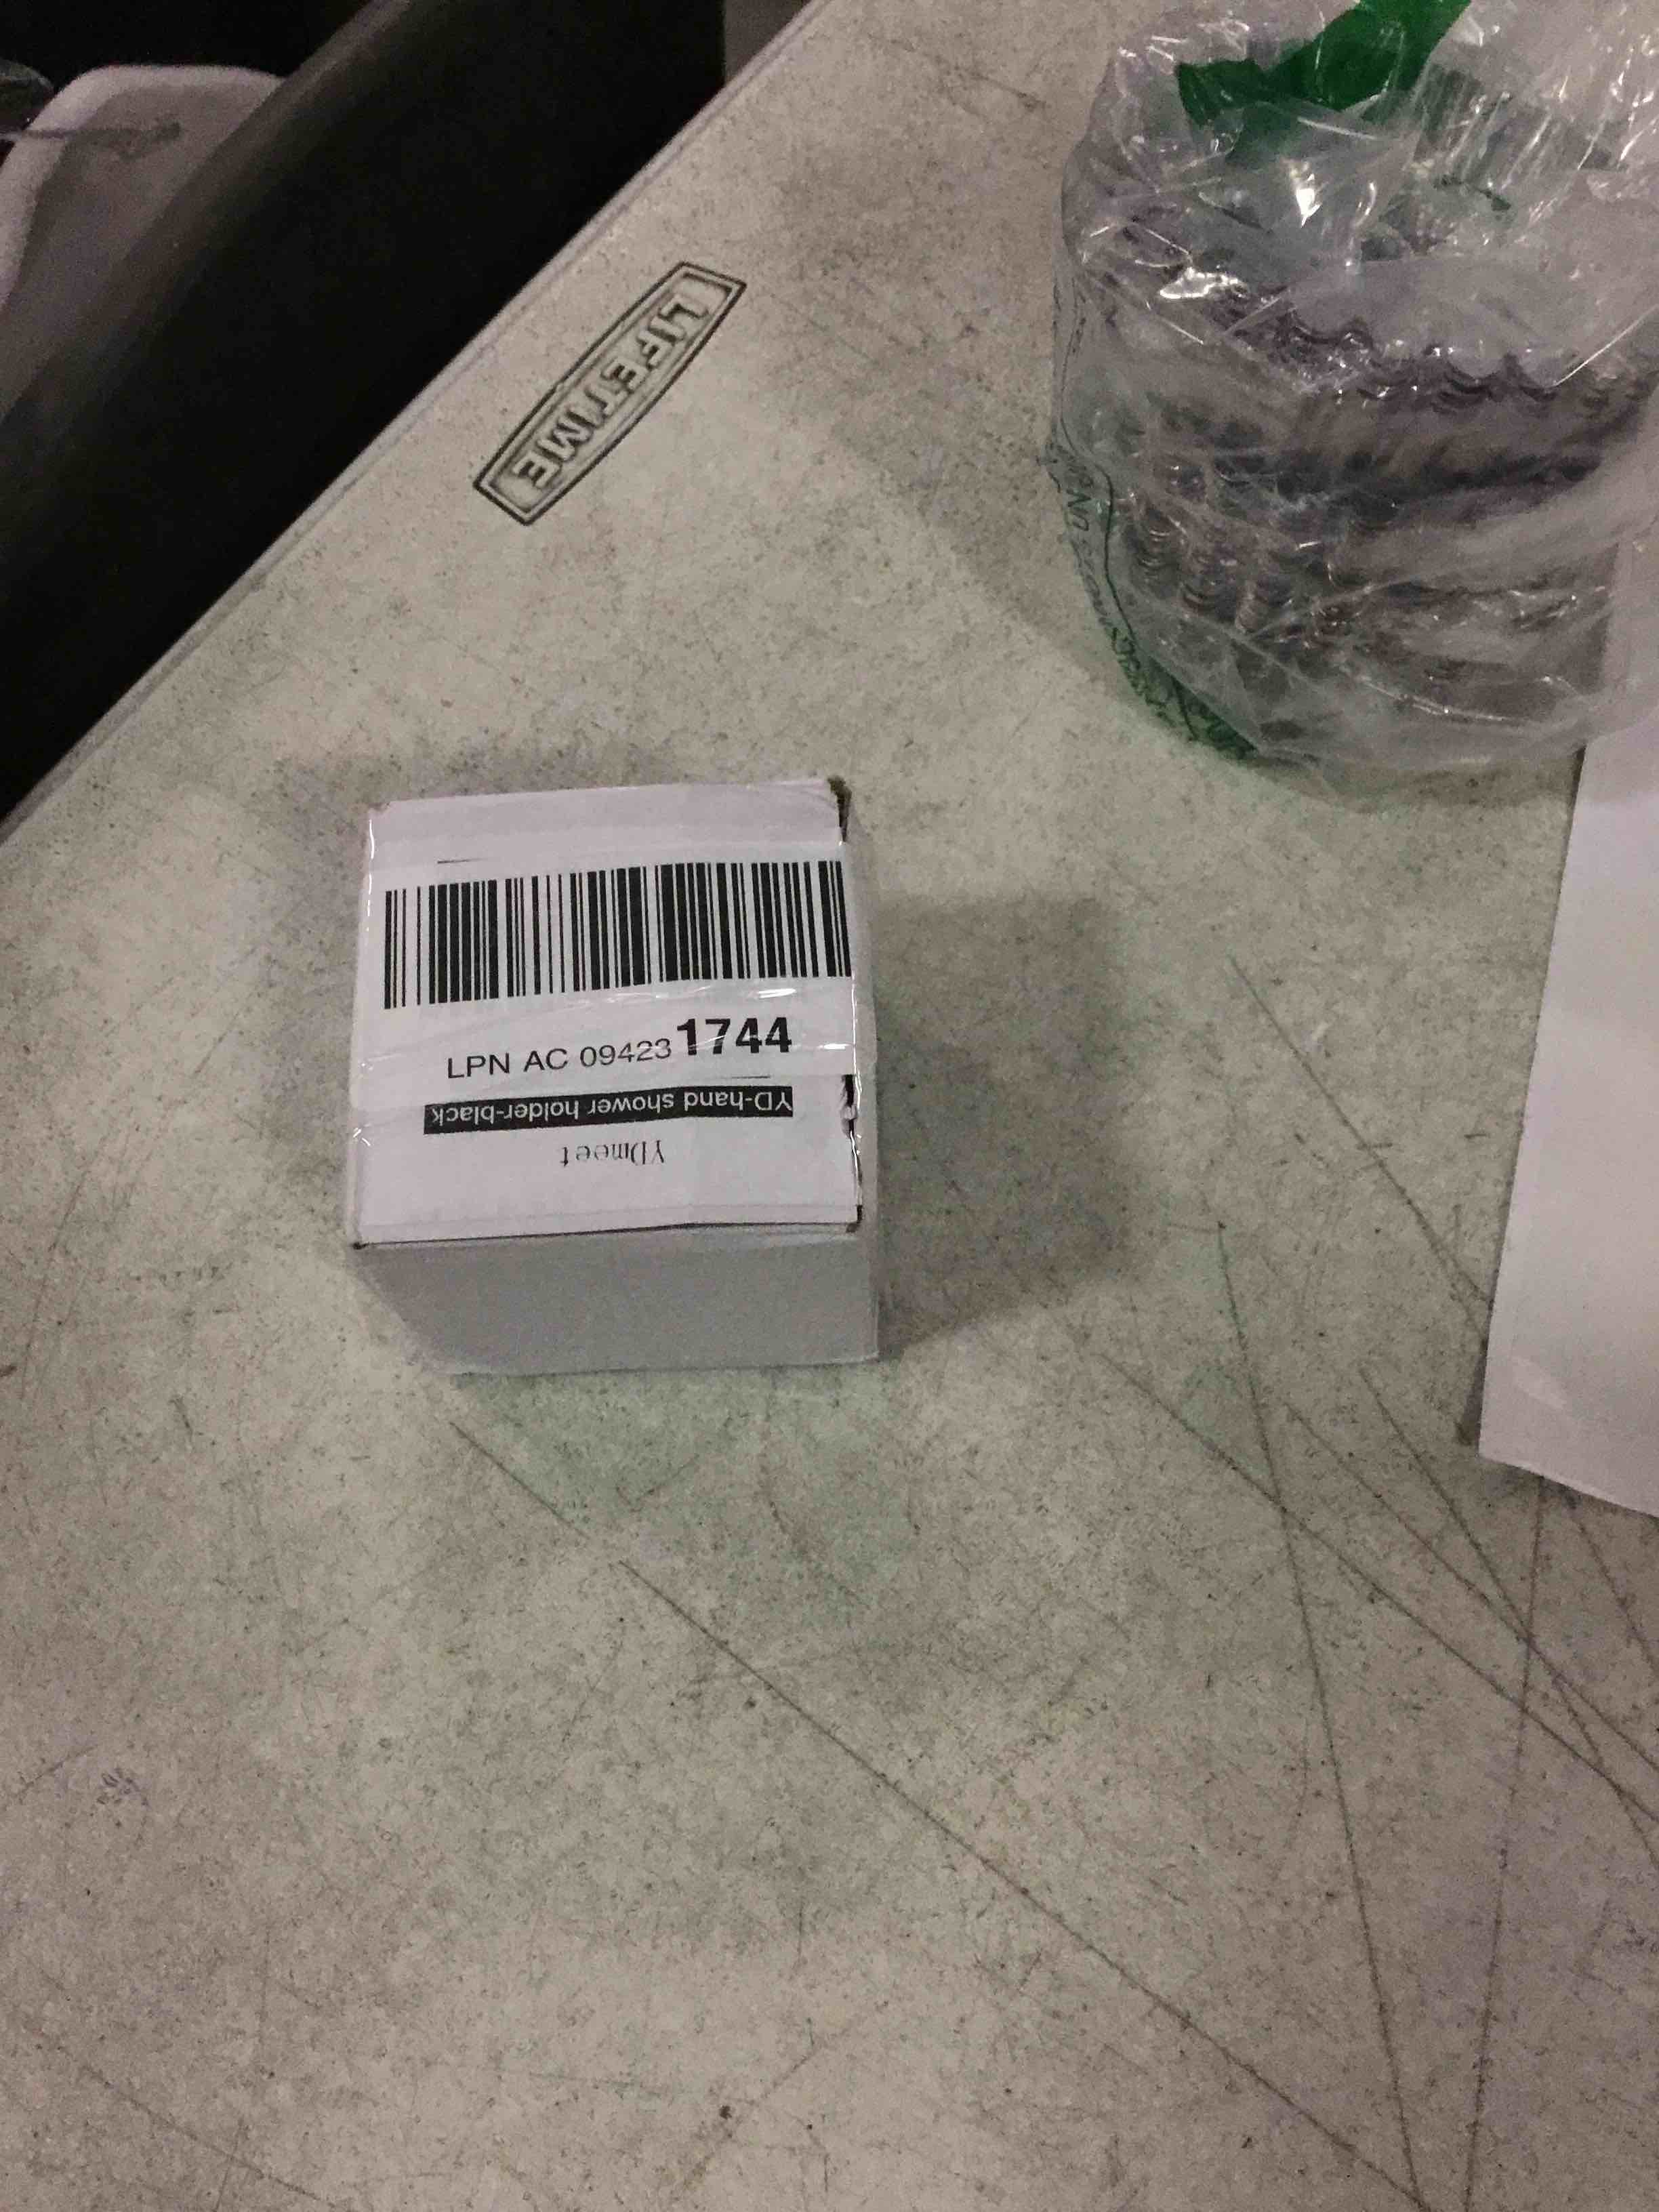 LIFETIME
LPN AC 094231744
YD-hand shower holder-black
YDmeet